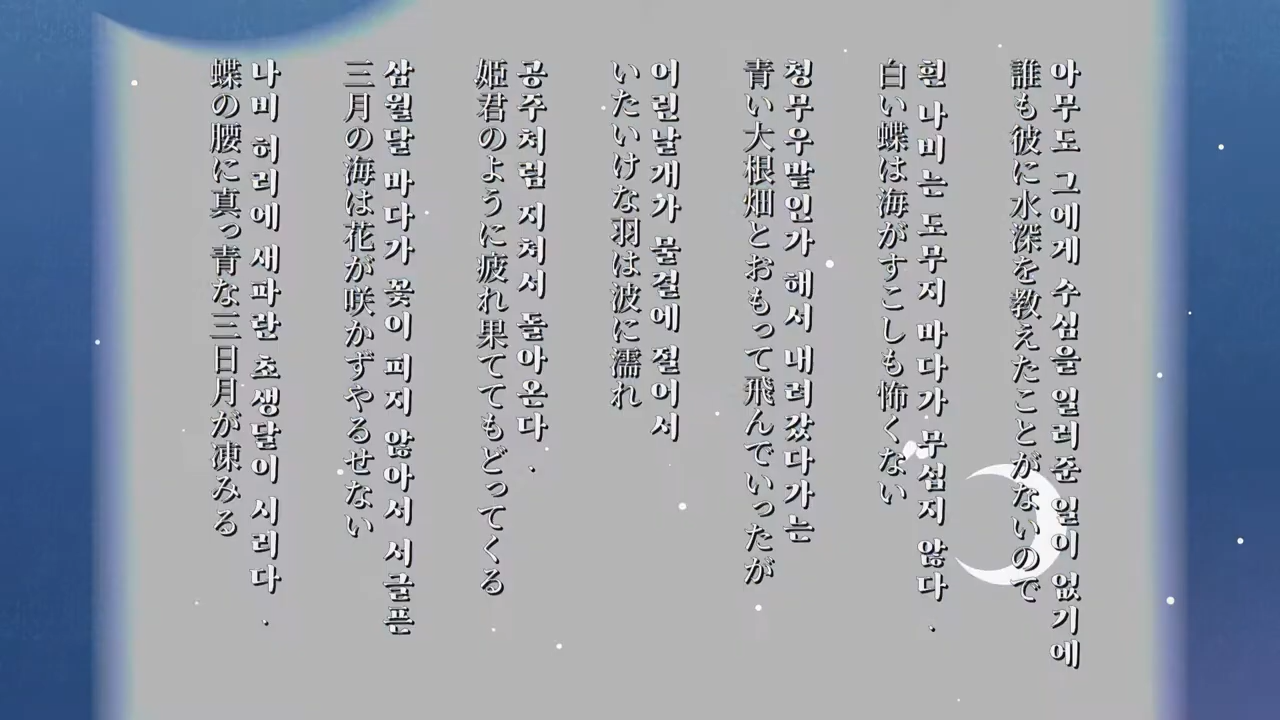 아무도 그에게 수심을 일러준 일이 없기에
誰も彼に水深を教えたことがないので
흰 나비는 도무지 바다가 무섭지 않다 .
白い蝶は海がすこしも怖くない
청무우밭인가 해서 내려갔다가는
青い大根畑とおもって飛んでいったが
어린날개가 물결에 절어서
いたいけな羽は波に濡れ
공주처럼 지쳐서 돌아온다 .
姫君のように疲れ果ててもどってくる
삼월달 바다가 꽃이 피지 않아서 서글픈
三月の海は花が咲かずやるせない
나비 허리에 새파란 초생달이 시리다 .
蝶の腰に真っ青な三日月が凍みる